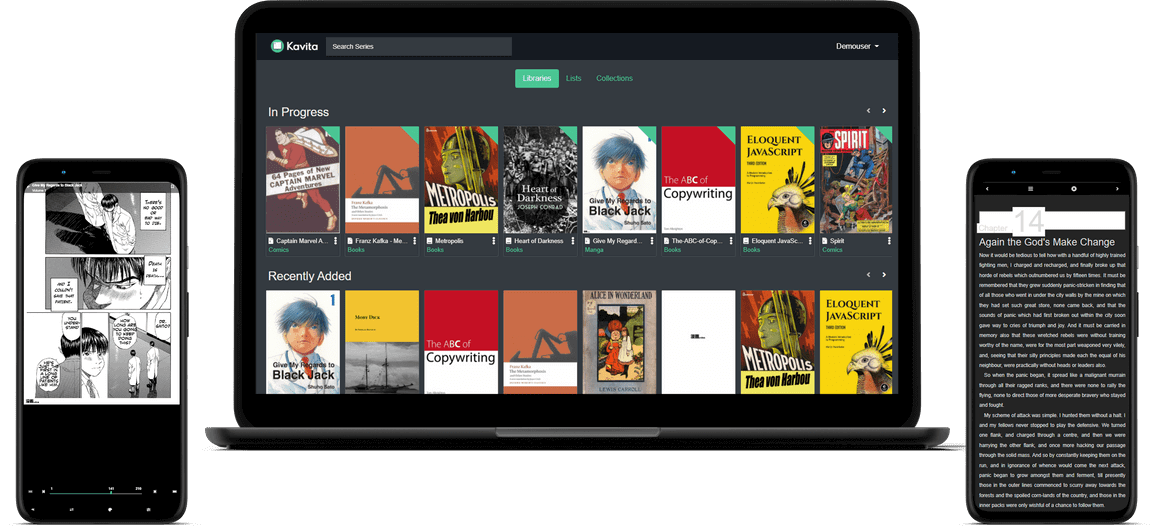 Give My Regards to Black Jack
THERE'S
NO GOOD
OR BAD
WAY TO
DIE.
DEATH IS
DEATH...
AND I
COULDN'T
SAVE THAT
PATIENT.
YOU
UNDER-
STAND
HOW
LONG ARE
YOU GOING
TO KEEP
DOING
THIS?
DR.
SAITO?
HE'S
JUST THE
FIRST IN
A LONG
LINE OF
PATIENTS
1
141
216
Kavita
Search Series
Demouser
Libraries
Lists
Collections
In Progress
64 Pages of New
CAPTAIN MARVEL
Adventures
Captain Marvel A...
Comics
Franz Kafka
The Metamorphosis
Franz Kafka - Me...
Books
METROPOLIS
Thea von Harbou
Metropolis
Books
Heart of
Darkness
JOSEPH CONRAD
Heart of Darkness
Books
Give My Regards to
Black Jack
Shuho Sato
Give My Regard...
Manga
The ABC of
Copywriting
The-ABC-of-Cop...
Books
ELOQUENT
JAVASCRIPT
THIRD EDITION
Eloquent JavaSc...
Books
THE
SPIRIT
Spirit
Comics
Recently Added
1
Give My Regards to
Black Jack
Shuho Sato
MOBY DICK
The ABC of
Copywriting
Franz Kafka
The Metamorphosis
ALICE IN WONDERLAND
LEWIS CARROLL
METROPOLIS
Thea von Harbou
ELOQUENT
JAVASCRIPT
THIRD EDITION
Chapter 14
Again the God's Make Change
Now it would be tedious to tell how with a handful of highly trained
fighting men, I charged and recharged, and finally broke up that
horde of rebels which outnumbered us by fifteen times. It must be
remembered that they grew suddenly panic-stricken in finding that
of all those who went in under the city walls by the mine on which
they had set such great store, none came back, and that the
sounds of panic which had first broken out within the city soon
gave way to cries of triumph and joy. And it must be carried in
memory also that these wretched rebels were without training
worthy of the name, were for the most part weaponed very vilely,
and, seeing that their silly principles made each the equal of his
neighbour, were practically without heads or leaders also.
So when the panic began, it spread like a malignant murrain
through all their ragged ranks, and there were none to rally the
flying, none to direct those of more desperate bravery who stayed
and fought.
My scheme of attack was simple. I hunted them without a halt. I
and my fellows never stopped to play the defensive. We turned
one flank, and charged through a centre, and then we were
harrying the other flank, and once more hacking our passage
through the solid mass. And so by constantly keeping them on the
run, and in ignorance of whence would come the next attack,
panic began to grow amongst them and ferment, till presently
those in the outer lines commenced to scurry away towards the
forests and the spoiled corn-lands of the country, and those in the
inner packs were only wishful of a chance to follow them.